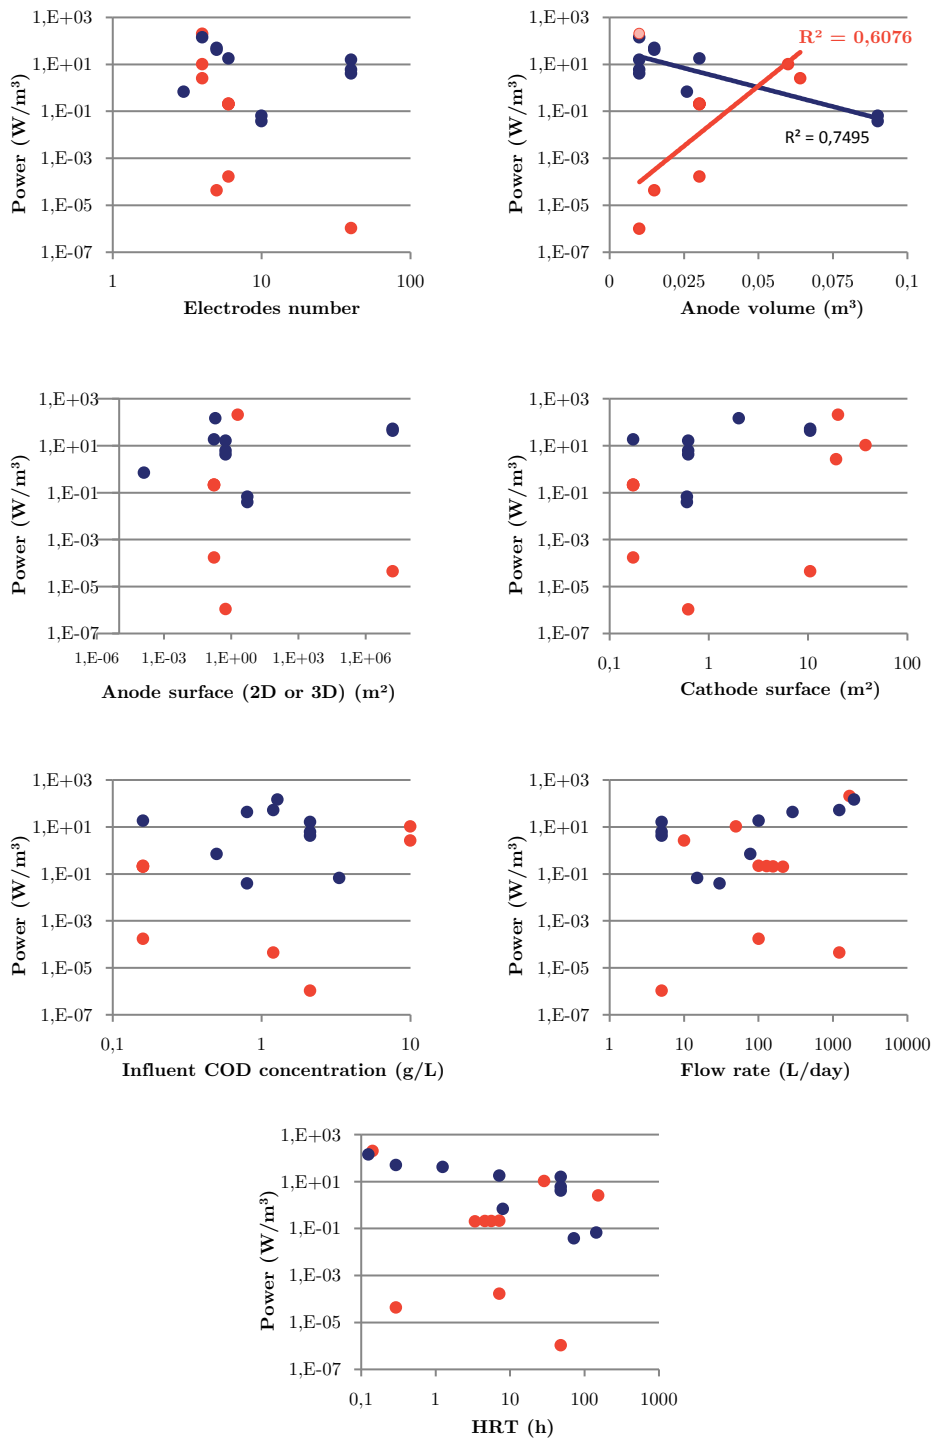 1,E+03
1,E+01
1,E-01
1,E-03
1,E-05
1,E-07
Power (W/m³)
1
10
100
Electrodes number
1,E+03
1,E+01
1,E-01
1,E-03
1,E-05
1,E-07
Power (W/m³)
R² = 0,6076
R² = 0,7495
0
0,025
0,05
0,075
0,1
Anode volume (m³)
1,E+03
1,E+01
1,E-01
1,E-03
1,E-05
1,E-07
Power (W/m³)
1,E-06
1,E-03
1,E+00
1,E+03
1,E+06
Anode surface (2D or 3D) (m²)
1,E+03
1,E+01
1,E-01
1,E-03
1,E-05
1,E-07
Power (W/m³)
0,1
1
10
100
Cathode surface (m²)
1,E+03
1,E+01
1,E-01
1,E-03
1,E-05
1,E-07
Power (W/m³)
0,1
1
10
Influent COD concentration (g/L)
1,E+03
1,E+01
1,E-01
1,E-03
1,E-05
1,E-07
Power (W/m³)
1
10
100
1000
10000
Flow rate (L/day)
1,E+03
1,E+01
1,E-01
1,E-03
1,E-05
1,E-07
Power (W/m³)
0,1
1
10
100
1000
HRT (h)